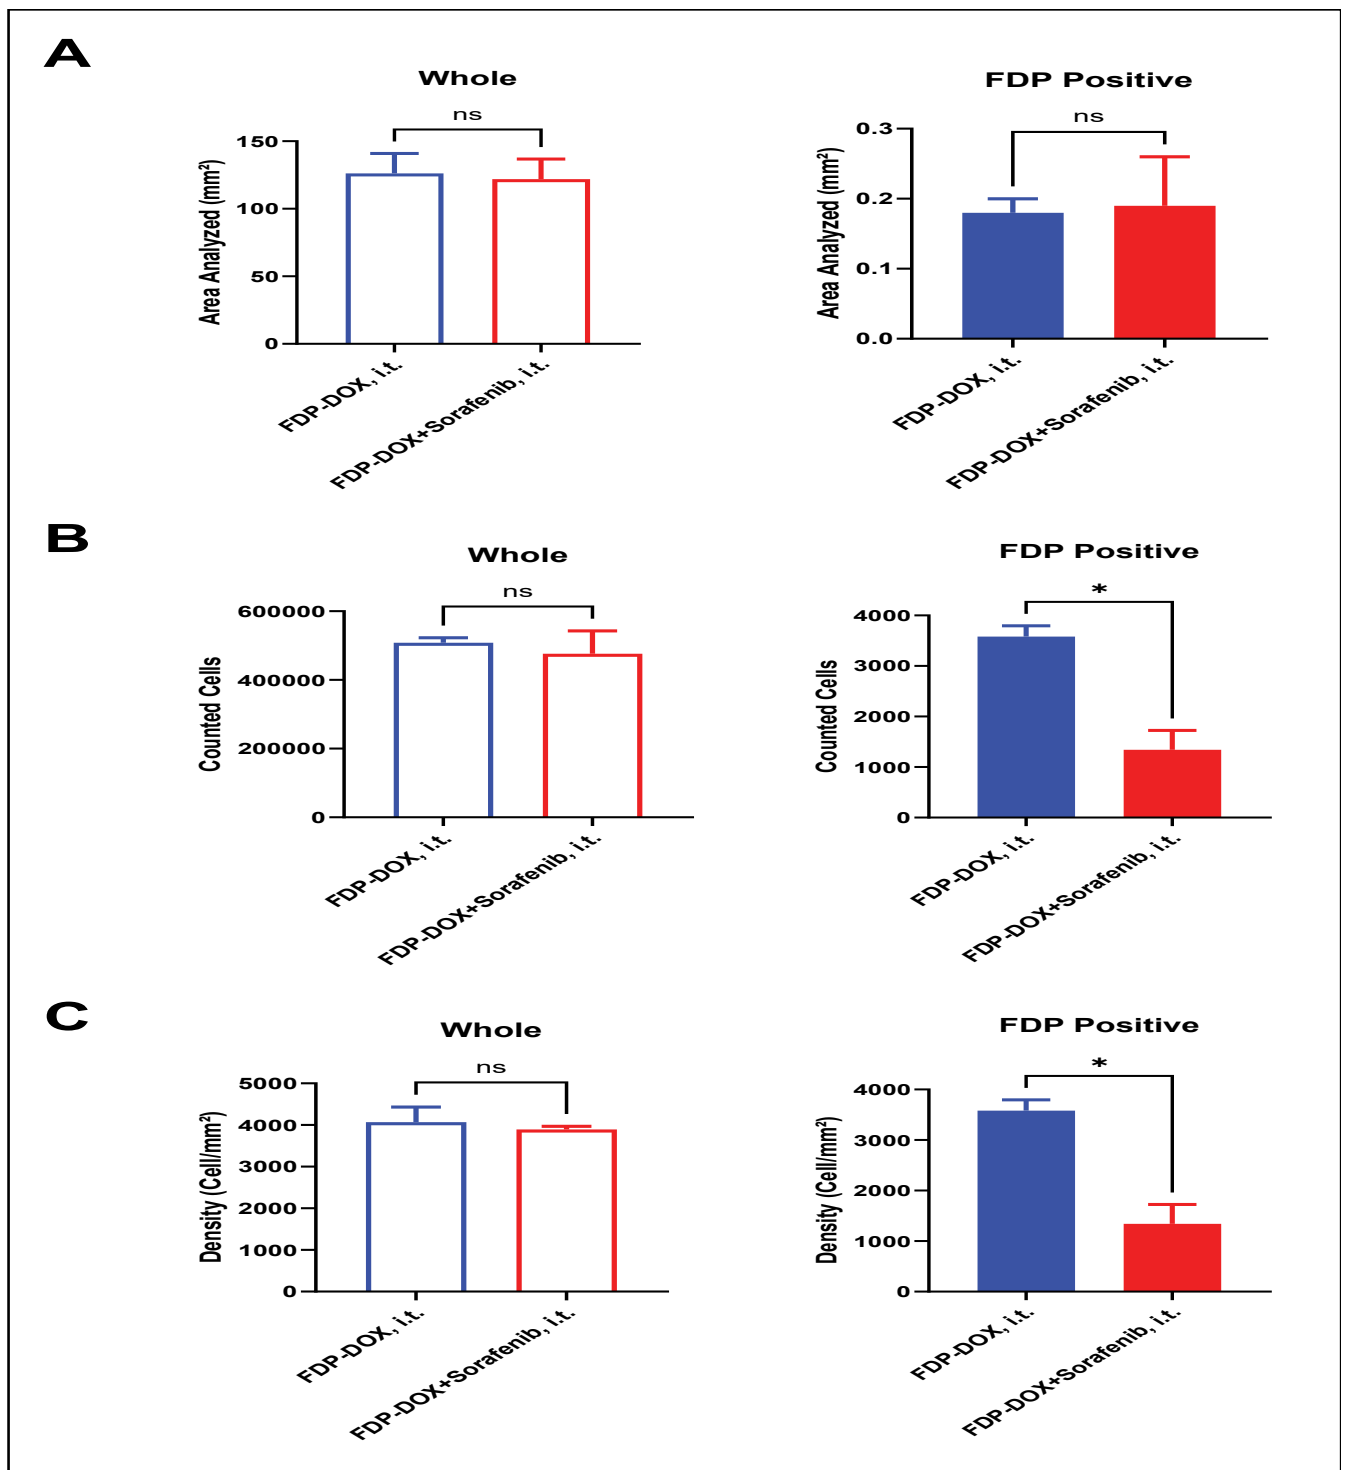 A
Whole
ns
Area Analyzed (mm²)
150
100
50
0
FDP-DOX, i.t.
FDP-DOX+Sorafenib, i.t.
FDP Positive
ns
Area Analyzed (mm²)
0.3
0.2
0.1
0.0
FDP-DOX, i.t.
FDP-DOX+Sorafenib, i.t.
B
Whole
ns
Counted Cells
600000
400000
200000
0
FDP-DOX, i.t.
FDP-DOX+Sorafenib, i.t.
FDP Positive
*
Counted Cells
4000
3000
2000
1000
0
FDP-DOX, i.t.
FDP-DOX+Sorafenib, i.t.
C
Whole
ns
Density (Cell/mm²)
5000
4000
3000
2000
1000
0
FDP-DOX, i.t.
FDP-DOX+Sorafenib, i.t.
FDP Positive
*
Density (Cell/mm²)
4000
3000
2000
1000
0
FDP-DOX, i.t.
FDP-DOX+Sorafenib, i.t.